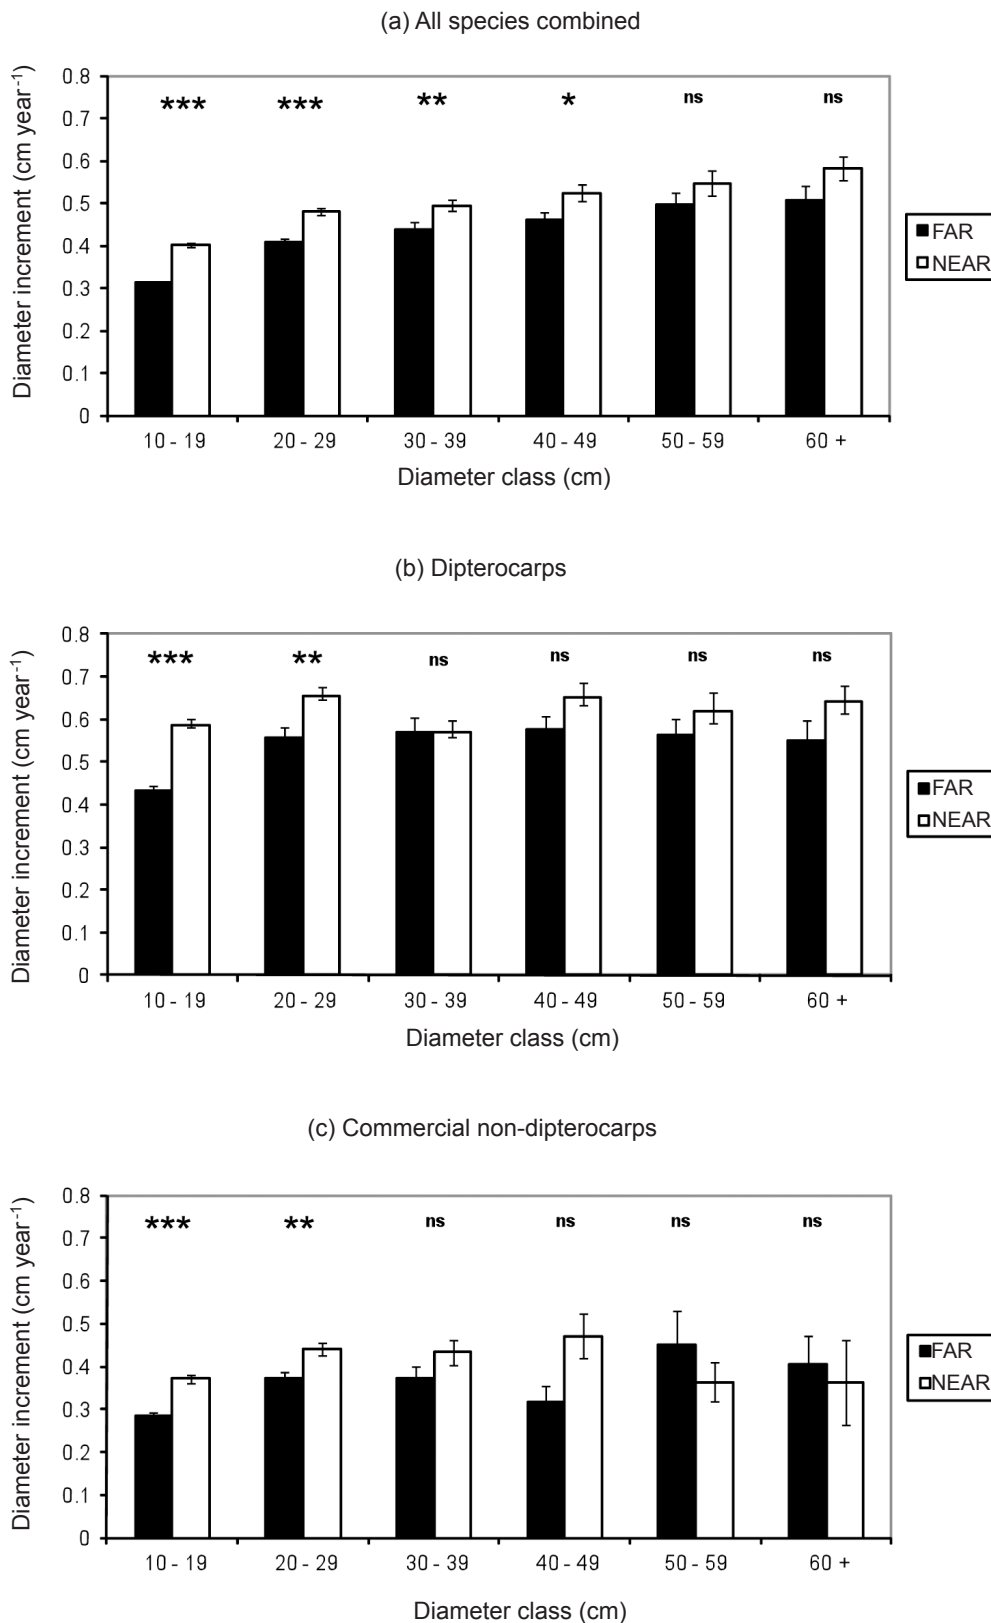 (a) All species combined
Diameter increment (cm year-1)
0.8
0.7
0.6
0.5
0.4
0.3
0.2
0.1
0
*** *** ** * ns ns
FAR
NEAR
10 - 19 20 - 29 30 - 39 40 - 49 50 - 59 60 +
Diameter class (cm)
(b) Dipterocarps
Diameter increment (cm year-1)
0.8
0.7
0.6
0.5
0.4
0.3
0.2
0.1
0
*** ** ns ns ns ns
FAR
NEAR
10 - 19 20 - 29 30 - 39 40 - 49 50 - 59 60 +
Diameter class (cm)
(c) Commercial non-dipterocarps
Diameter increment (cm year-1)
0.8
0.7
0.6
0.5
0.4
0.3
0.2
0.1
0
*** ** ns ns ns ns
FAR
NEAR
10 - 19 20 - 29 30 - 39 40 - 49 50 - 59 60 +
Diameter class (cm)